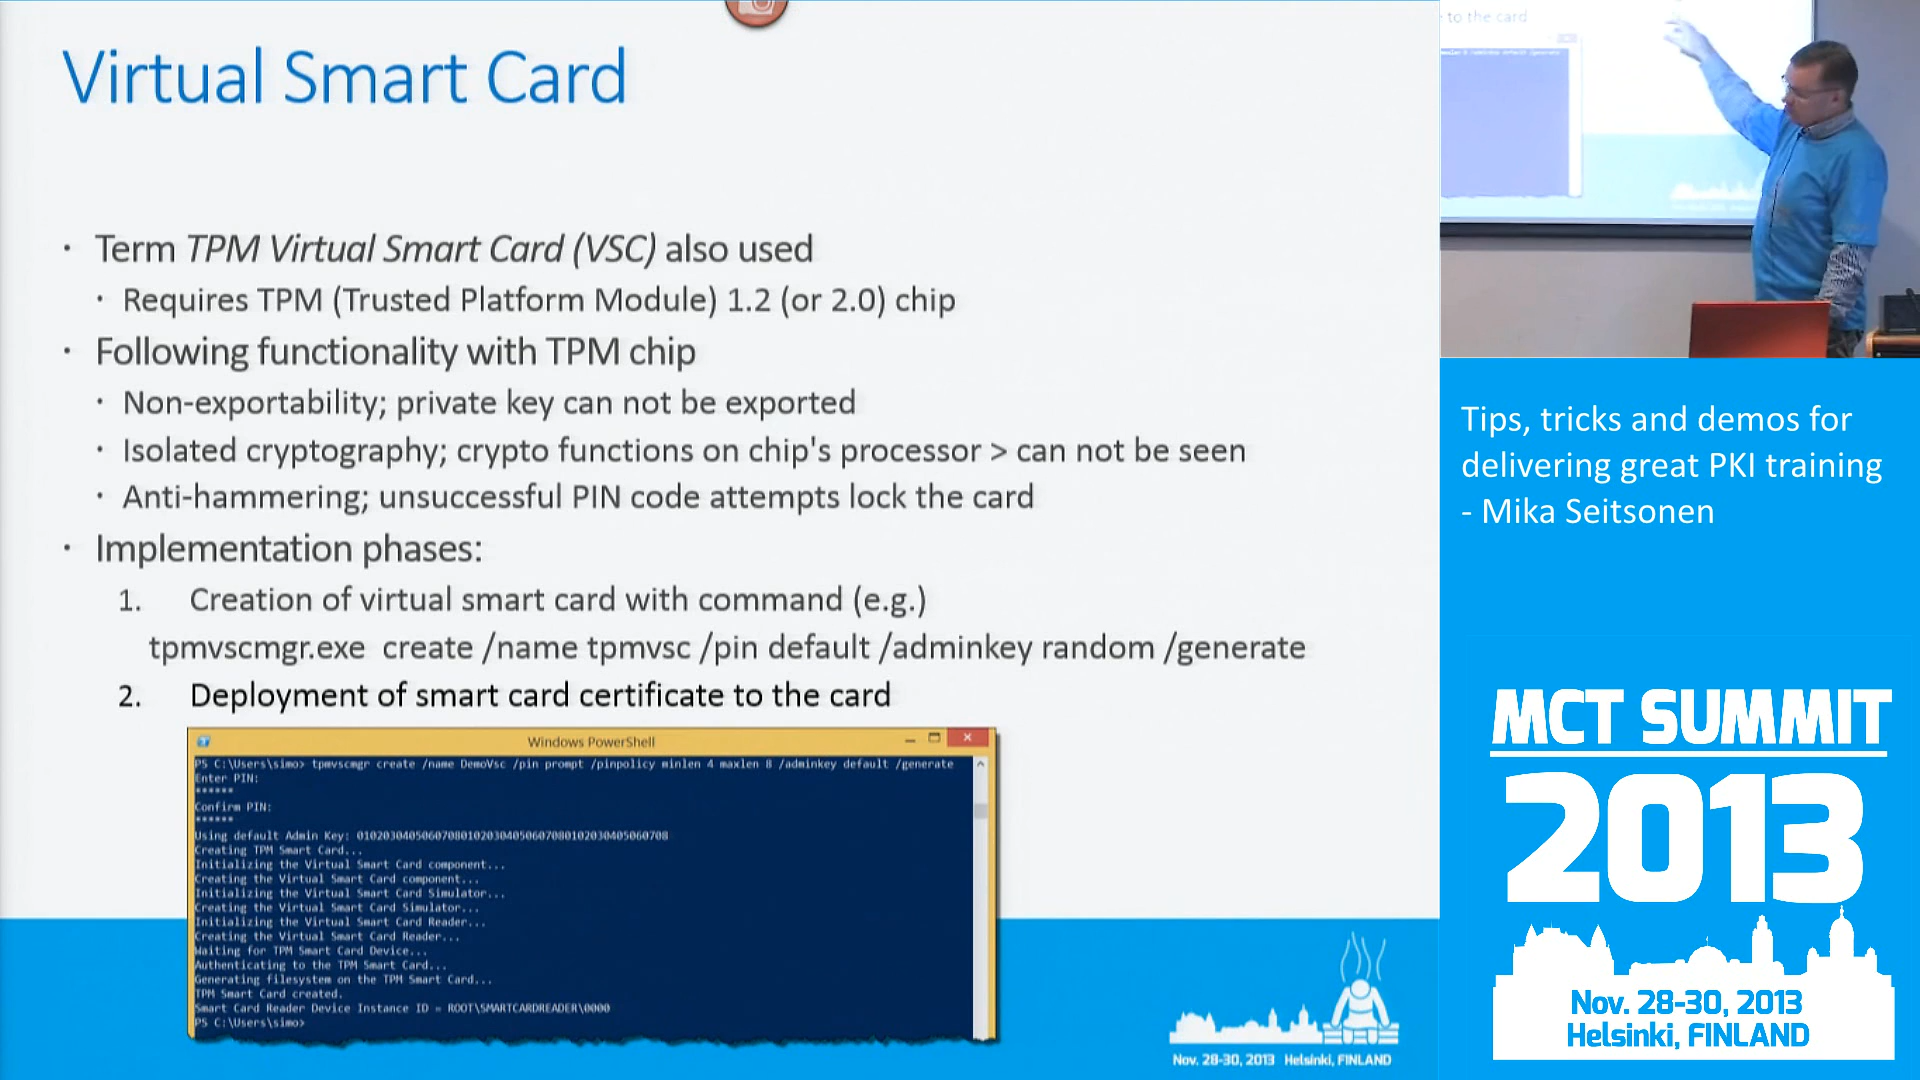 Virtual Smart Card
• Term TPM Virtual Smart Card (VSC) also used
• Requires TPM (Trusted Platform Module) 1.2 (or 2.0) chip
• Following functionality with TPM chip
• Non-exportability; private key can not be exported
• Isolated cryptography; crypto functions on chip's processor > can not be seen
• Anti-hammering; unsuccessful PIN code attempts lock the card
• Implementation phases:
1. Creation of virtual smart card with command (e.g.)
tpmvscmgr.exe create /name tpmvsc /pin default /adminkey random /generate
2. Deployment of smart card certificate to the card
Windows PowerShell
PS C:\Users\simo> tpmvscmgr create /name DemoVsc /pin prompt /pinpolicy minlen 4 maxlen 8 /adminkey default /generate
Enter PIN:
******
Confirm PIN:
******
Using default Admin Key: 010203040506070801020304050607080102030405060708
Creating TPM Smart Card...
Initializing the Virtual Smart Card component...
Creating the Virtual Smart Card component...
Initializing the Virtual Smart Card Simulator...
Creating the Virtual Smart Card Simulator...
Initializing the Virtual Smart Card Reader...
Creating the Virtual Smart Card Reader...
Waiting for TPM Smart Card Device...
Authenticating to the TPM Smart Card...
Generating filesystem on the TPM Smart Card...
TPM Smart Card created.
Smart Card Reader Device Instance ID = ROOT\SMARTCARDREADER\0000
PS C:\Users\simo>
Nov. 28-30, 2013 Helsinki, FINLAND
to the card
Tips, tricks and demos for
delivering great PKI training
- Mika Seitsonen
MCT SUMMIT
2013
Nov. 28-30, 2013
Helsinki, FINLAND